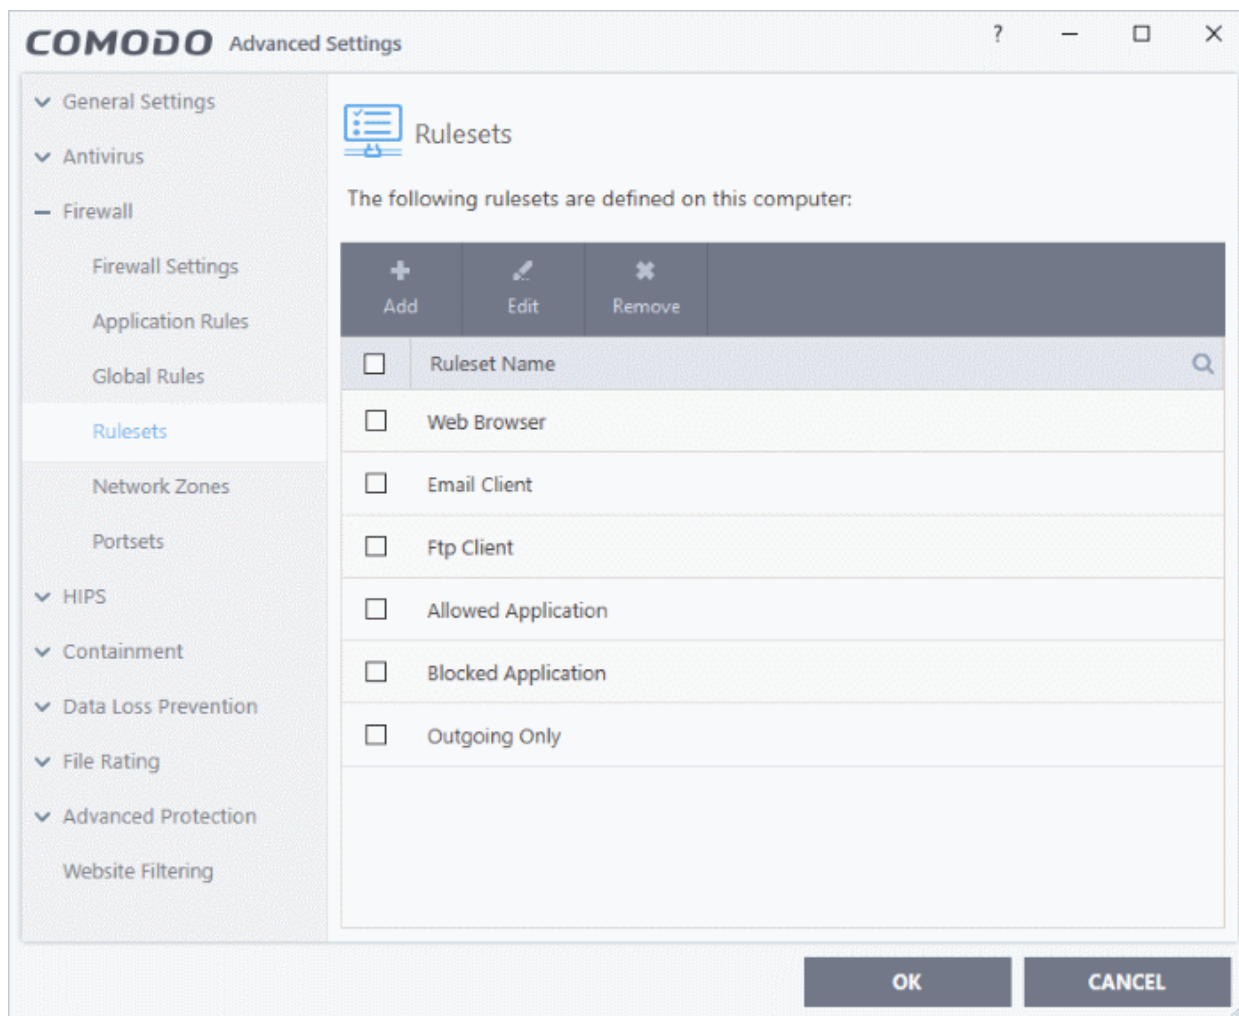 COMODO Advanced Settings ?
General Settings
Antivirus
Firewall
Firewall Settings
Application Rules
Global Rules
Rulesets
Network Zones
Portsets
HIPS
Containment
Data Loss Prevention
File Rating
Advanced Protection
Website Filtering
Rulesets
The following rulesets are defined on this computer:
Add Edit Remove
Ruleset Name
Web Browser
Email Client
Ftp Client
Allowed Application
Blocked Application
Outgoing Only
OK CANCEL